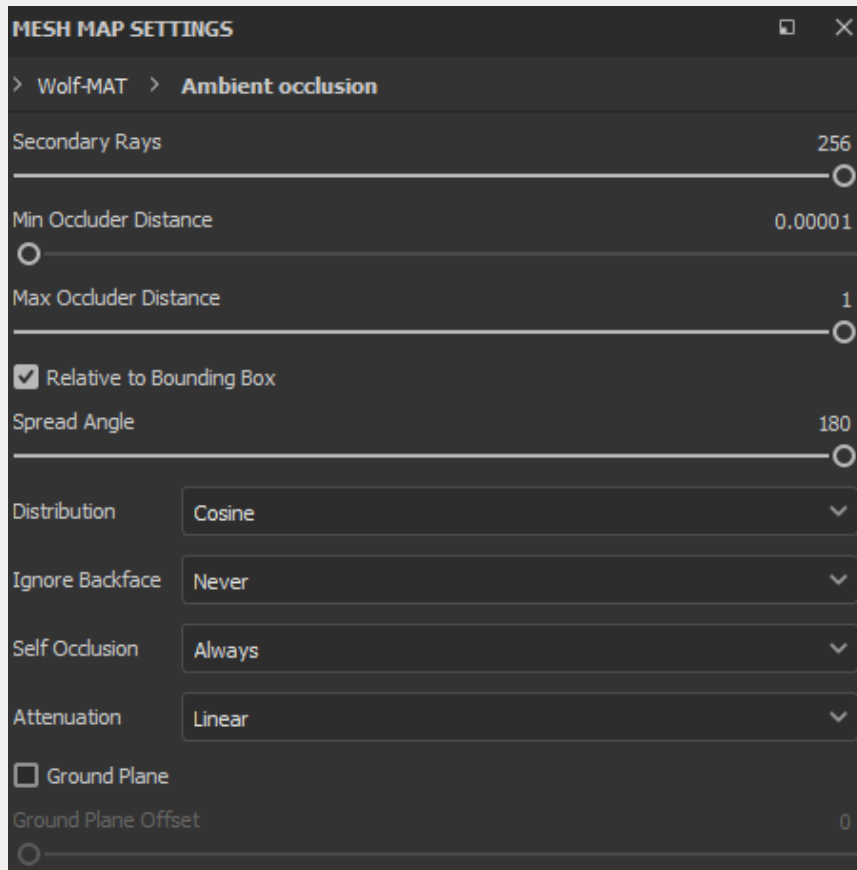 MESH MAP SETTINGS
> Wolf-MAT > Ambient occlusion
Secondary Rays 256
Min Occluder Distance 0.00001
Max Occluder Distance 1
Relative to Bounding Box
Spread Angle 180
Distribution Cosine
Ignore Backface Never
Self Occlusion Always
Attenuation Linear
Ground Plane
Ground Plane Offset 0